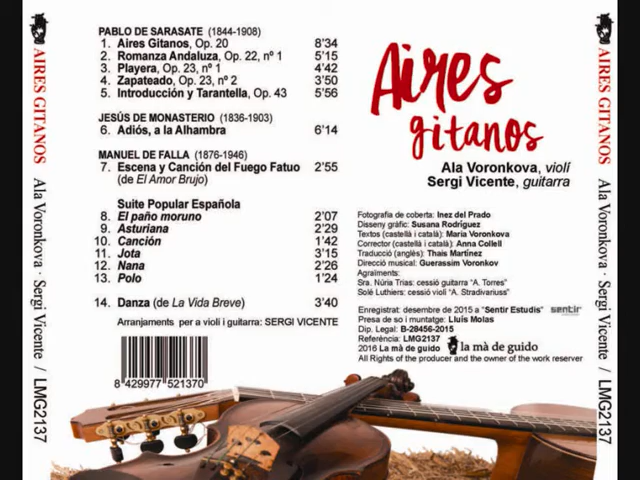 AIRES GITANOS Ala Voronkova · Sergi Vicente / LMG2137
PABLO DE SARASATE (1844-1908)
1. Aires Gitanos, Op. 20 8'34
2. Romanza Andaluza, Op. 22, nº 1 5'15
3. Playera, Op. 23, nº 1 4'42
4. Zapateado, Op. 23, nº 2 3'50
5. Introducción y Tarantella, Op. 43 5'56
JESÚS DE MONASTERIO (1836-1903)
6. Adiós, a la Alhambra 6'14
MANUEL DE FALLA (1876-1946)
7. Escena y Canción del Fuego Fatuo 2'55
(de El Amor Brujo)
Suite Popular Española
8. El paño moruno 2'07
9. Asturiana 2'29
10. Canción 1'42
11. Jota 3'15
12. Nana 2'26
13. Polo 1'24
14. Danza (de La Vida Breve) 3'40
Arranjaments per a violí i guitarra: SERGI VICENTE
8 429977 521370
Aires
gitanos
Ala Voronkova, violí
Sergi Vicente, guitarra
Fotografia de coberta: Inez del Prado
Disseny gràfic: Susana Rodríguez
Textos (castellà i català): Maria Voronkova
Corrector (castellà i català): Anna Collell
Traducció (anglès): Thais Martínez
Direcció musical: Guerassim Voronkov
Agraïments:
Sra. Núria Trias: cessió guitarra "A. Torres"
Solé Luthiers: cessió violí "A. Stradivariuss"
Enregistrat: desembre de 2015 a "Sentir Estudis" sentir
Presa de so i muntatge: Lluís Molas
Dip. Legal: B-28456-2015
Referència: LMG2137
2016 La mà de guido la mà de guido
All Rights of the producer and the owner of the work reserver
AIRES GITANOS Ala Voronkova · Sergi Vicente / LMG2137